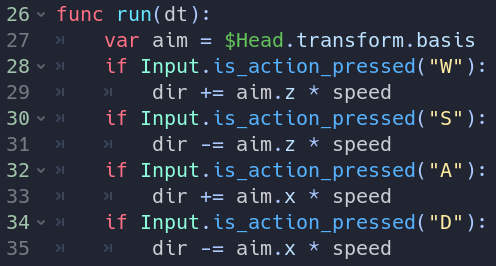 26 func run(dt):
27 var aim = $Head.transform.basis
28 if Input.is_action_pressed("W"):
29 dir += aim.z * speed
30 if Input.is_action_pressed("S"):
31 dir -= aim.z * speed
32 if Input.is_action_pressed("A"):
33 dir += aim.x * speed
34 if Input.is_action_pressed("D"):
35 dir -= aim.x * speed